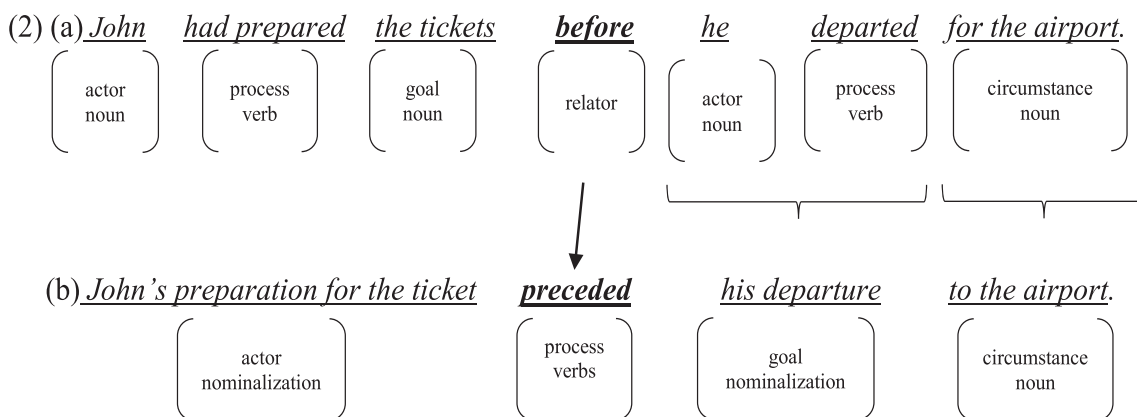 (2) (a) John had prepared the tickets before he departed for the airport.
actor noun process verb goal noun relator actor noun process verb circumstance noun
(b) John’s preparation for the ticket preceded his departure to the airport.
actor nominalization process verbs goal nominalization circumstance noun